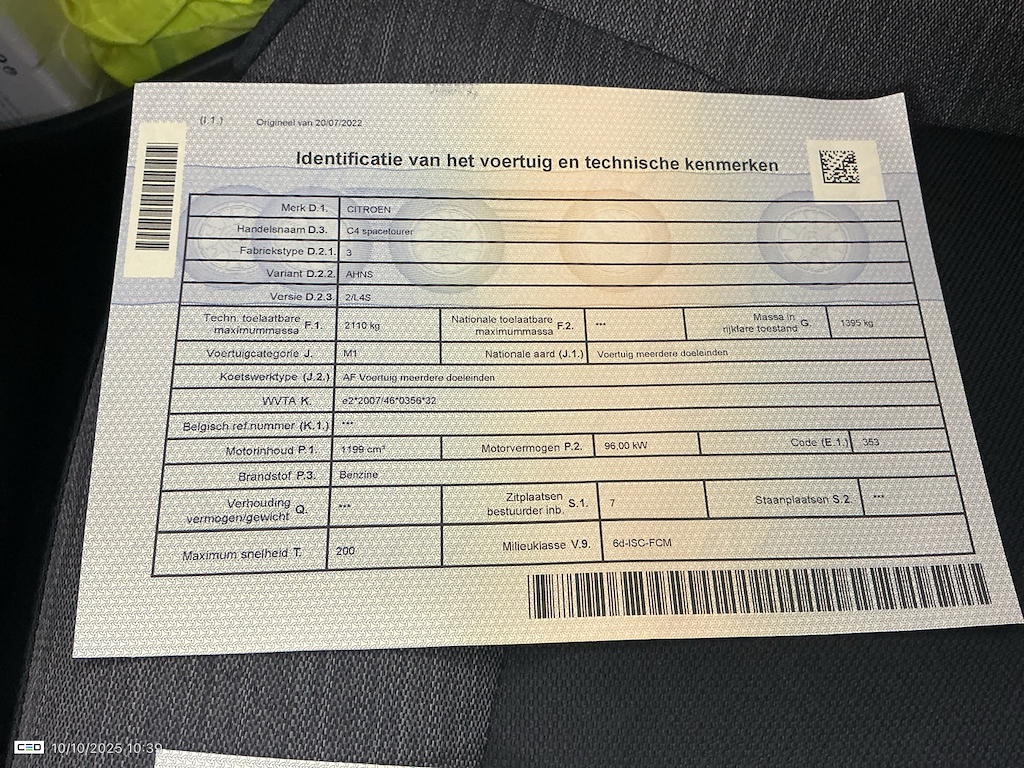 (I.1.) Origineel van 20/07/2022
Identificatie van het voertuig en technische kenmerken
Merk D.1. CITROEN
Handelsnaam D.3. C4 spacetourer
Fabriekstype D.2.1. 3
Variant D.2.2. AHNS
Versie D.2.3. 2/L4S
Techn. toelaatbare maximummassa F.1. 2110 kg Nationale toelaatbare maximummassa F.2. *** Massa in rijklare toestand G. 1395 kg
Voertuigcategorie J. M1 Nationale aard (J.1.) Voertuig meerdere doeleinden
Koetswerktype (J.2.) AF Voertuig meerdere doeleinden
WVTA K. e2*2007/46*0356*32
Belgisch ref.nummer (K.1.) ***
Motorinhoud P.1. 1199 cm³ Motorvermogen P.2. 96,00 kW Code (E.1.) 353
Brandstof P.3. Benzine
Verhouding vermogen/gewicht Q. *** Zitplaatsen bestuurder inb. S.1. 7 Staanplaatsen S.2. ***
Maximum snelheid T. 200 Milieuklasse V.9. 6d-ISC-FCM
10/10/2025 10:39